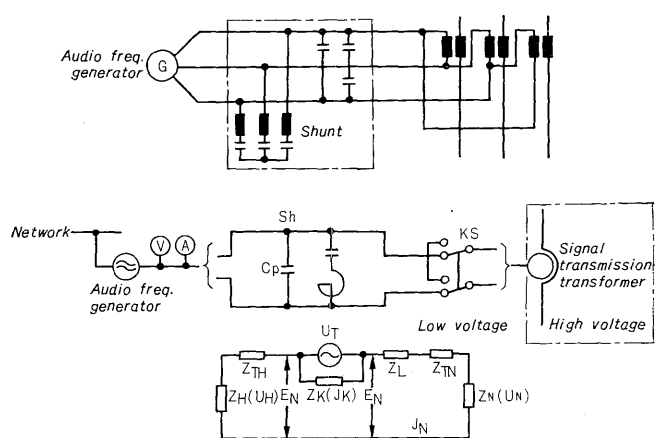 Audio freq.
generator
G
Shunt
Network
V
A
Audio freq.
generator
Sh
Cp
KS
Signal
transmission
transformer
Low voltage
High voltage
UT
ZTH
ZH(UH)
EN
ZK(JK)
EN
ZL
ZTN
ZN(UN)
JN